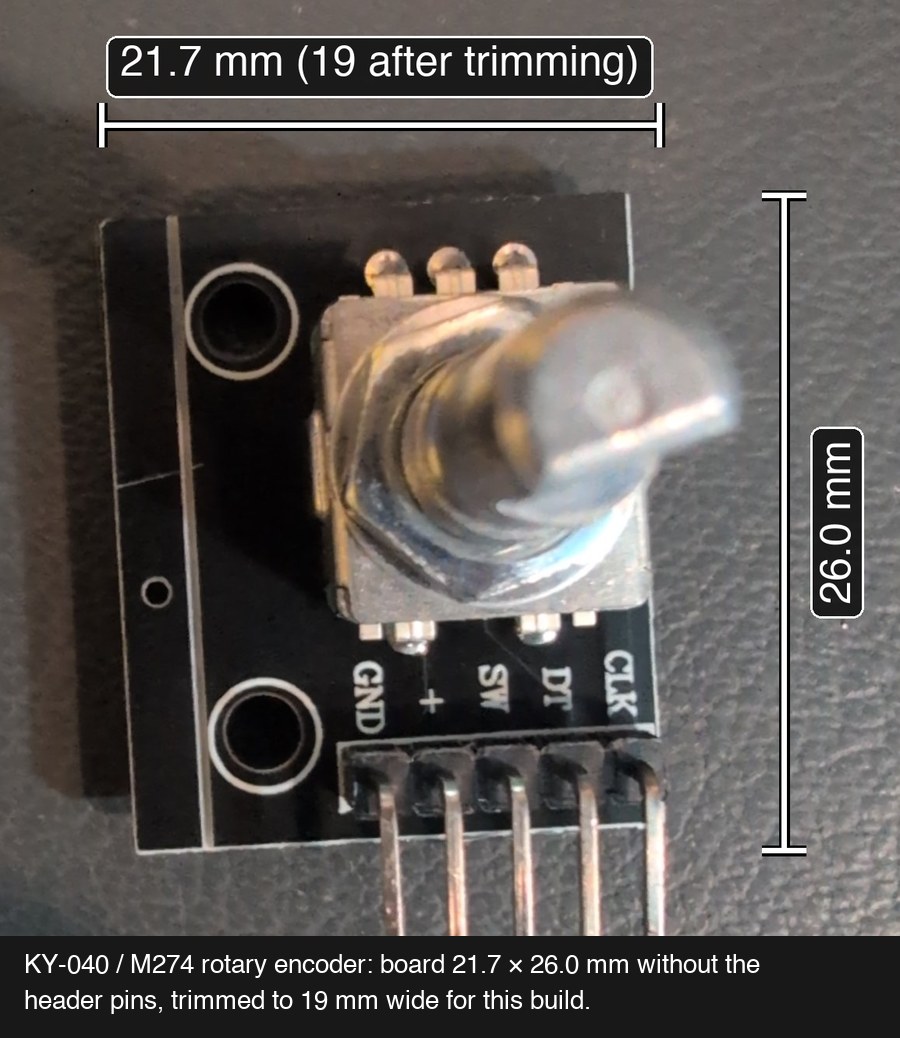 21.7 mm (19 after trimming)
26.0 mm
GND
+
SW
DT
CLK
KY-040 / M274 rotary encoder: board 21.7 × 26.0 mm without the
header pins, trimmed to 19 mm wide for this build.